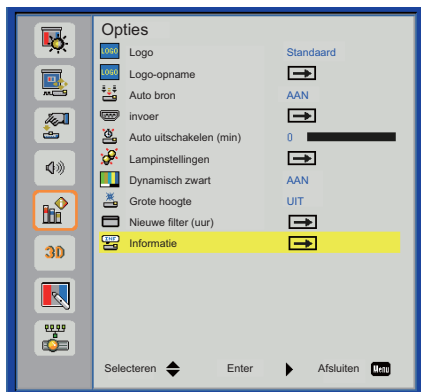 Opties
LOGO Logo Standaard
LOGO Logo-opname
Auto bron AAN
invoer
Auto uitschakelen (min) 0
Lampinstellingen
Dynamisch zwart AAN
Grote hoogte UIT
Nieuwe filter (uur)
Informatie
3D
Selecteren Enter Afsluiten Menu